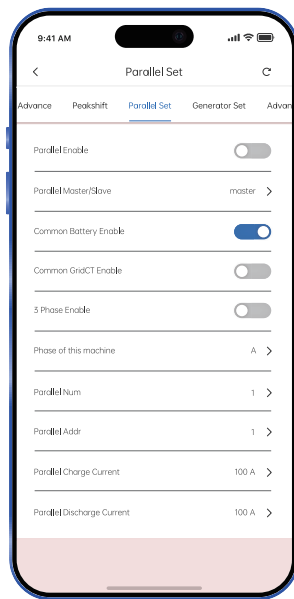 9:41 AM
Parallel Set
Advance Peakshift Parallel Set Generator Set Advan
Parallel Enable
Parallel Master/Slave master
Common Battery Enable
Common GridCT Enable
3 Phase Enable
Phase of this machine A
Parallel Num 1
Parallel Addr 1
Parallel Charge Current 100 A
Parallel Discharge Current 100 A